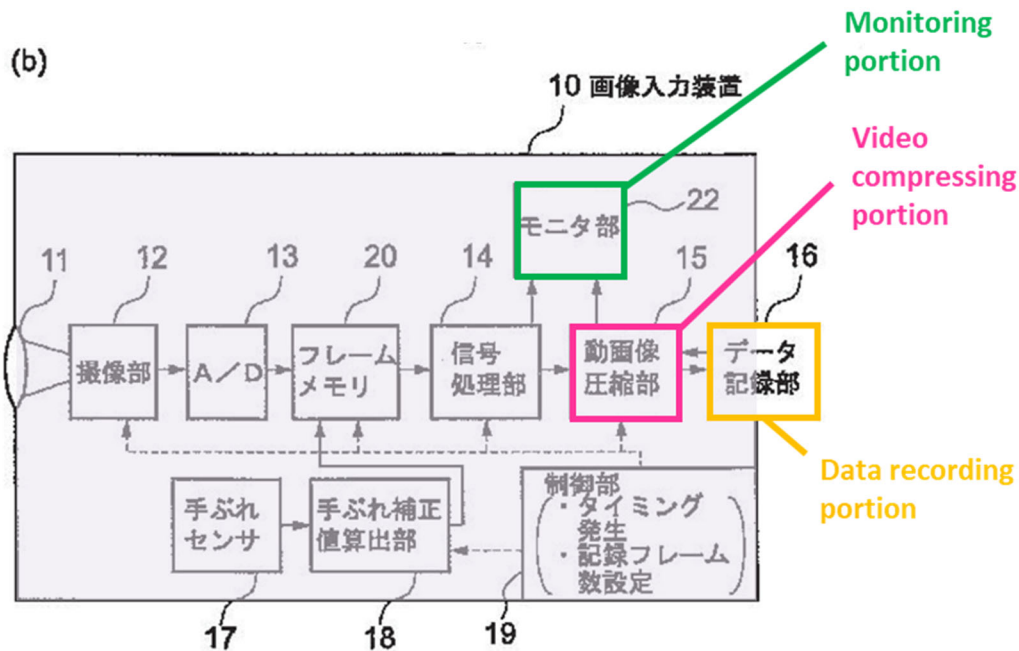 Monitoring
portion
(b)
10 画像入力装置
Video
compressing
portion
22
モニタ部
11
12
13
20
14
15
16
撮像部
A/D
フレーム
メモリ
信号
処理部
動画像
圧縮部
データ
記録部
Data recording
portion
手ぶれ
センサ
手ぶれ補正
値算出部
制御部
・タイミング
発生
・記録フレーム
数設定
17
18
19